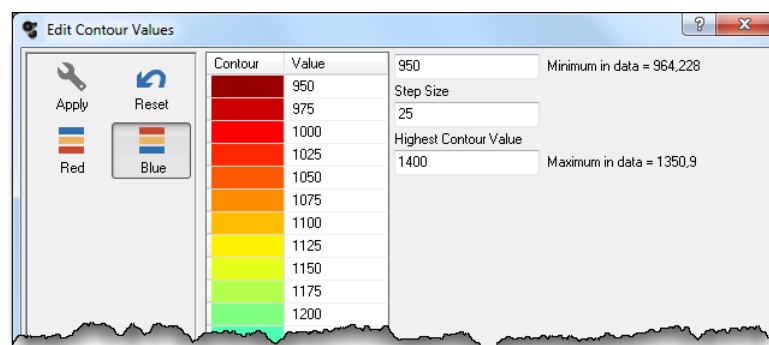 Edit Contour Values
?
X
Apply
Reset
Red
Blue
Contour Value
950
975
1000
1025
1050
1075
1100
1125
1150
1175
1200
950 Minimum in data = 964,228
Step Size
25
Highest Contour Value
1400 Maximum in data = 1350,9